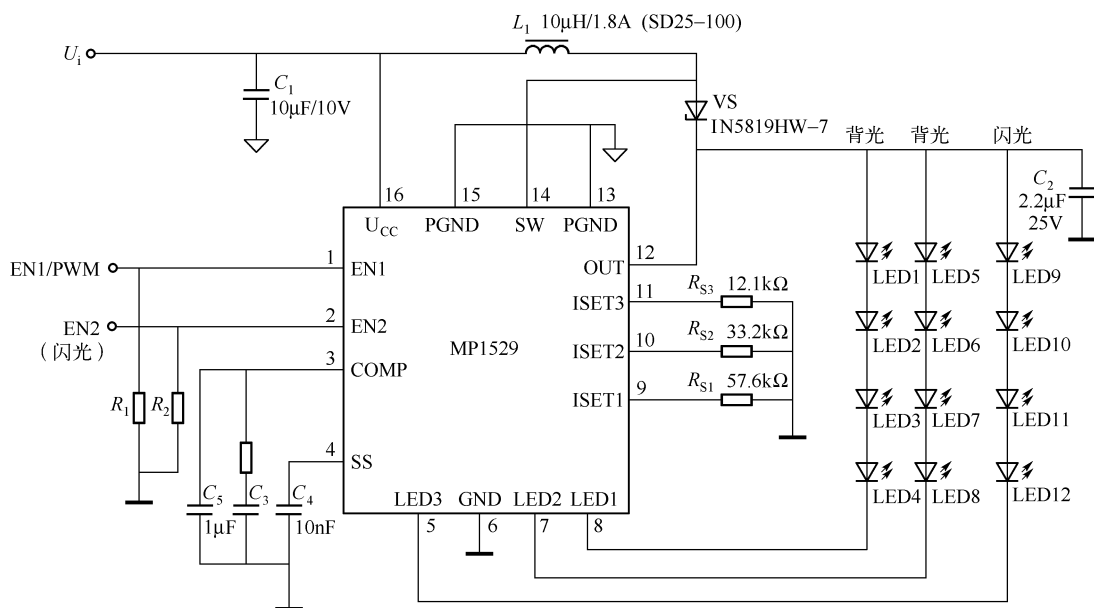 L1 10μH/1.8A (SD25–100)
Ui
C1
10μF/10V
VS
IN5819HW–7
背光
背光
闪光
C2
2.2μF
25V
16
15
14
13
UCC
PGND
SW
PGND
EN1/PWM
1
EN1
OUT
12
EN2
(闪光)
2
EN2
ISET3
11
RS3 12.1kΩ
MP1529
ISET2
10
RS2 33.2kΩ
3
COMP
ISET1
9
RS1 57.6kΩ
R1
R2
4
SS
C5
1μF
C3
C4
10nF
LED3
GND
LED2
LED1
5
6
7
8
LED1
LED5
LED9
LED2
LED6
LED10
LED3
LED7
LED11
LED4
LED8
LED12